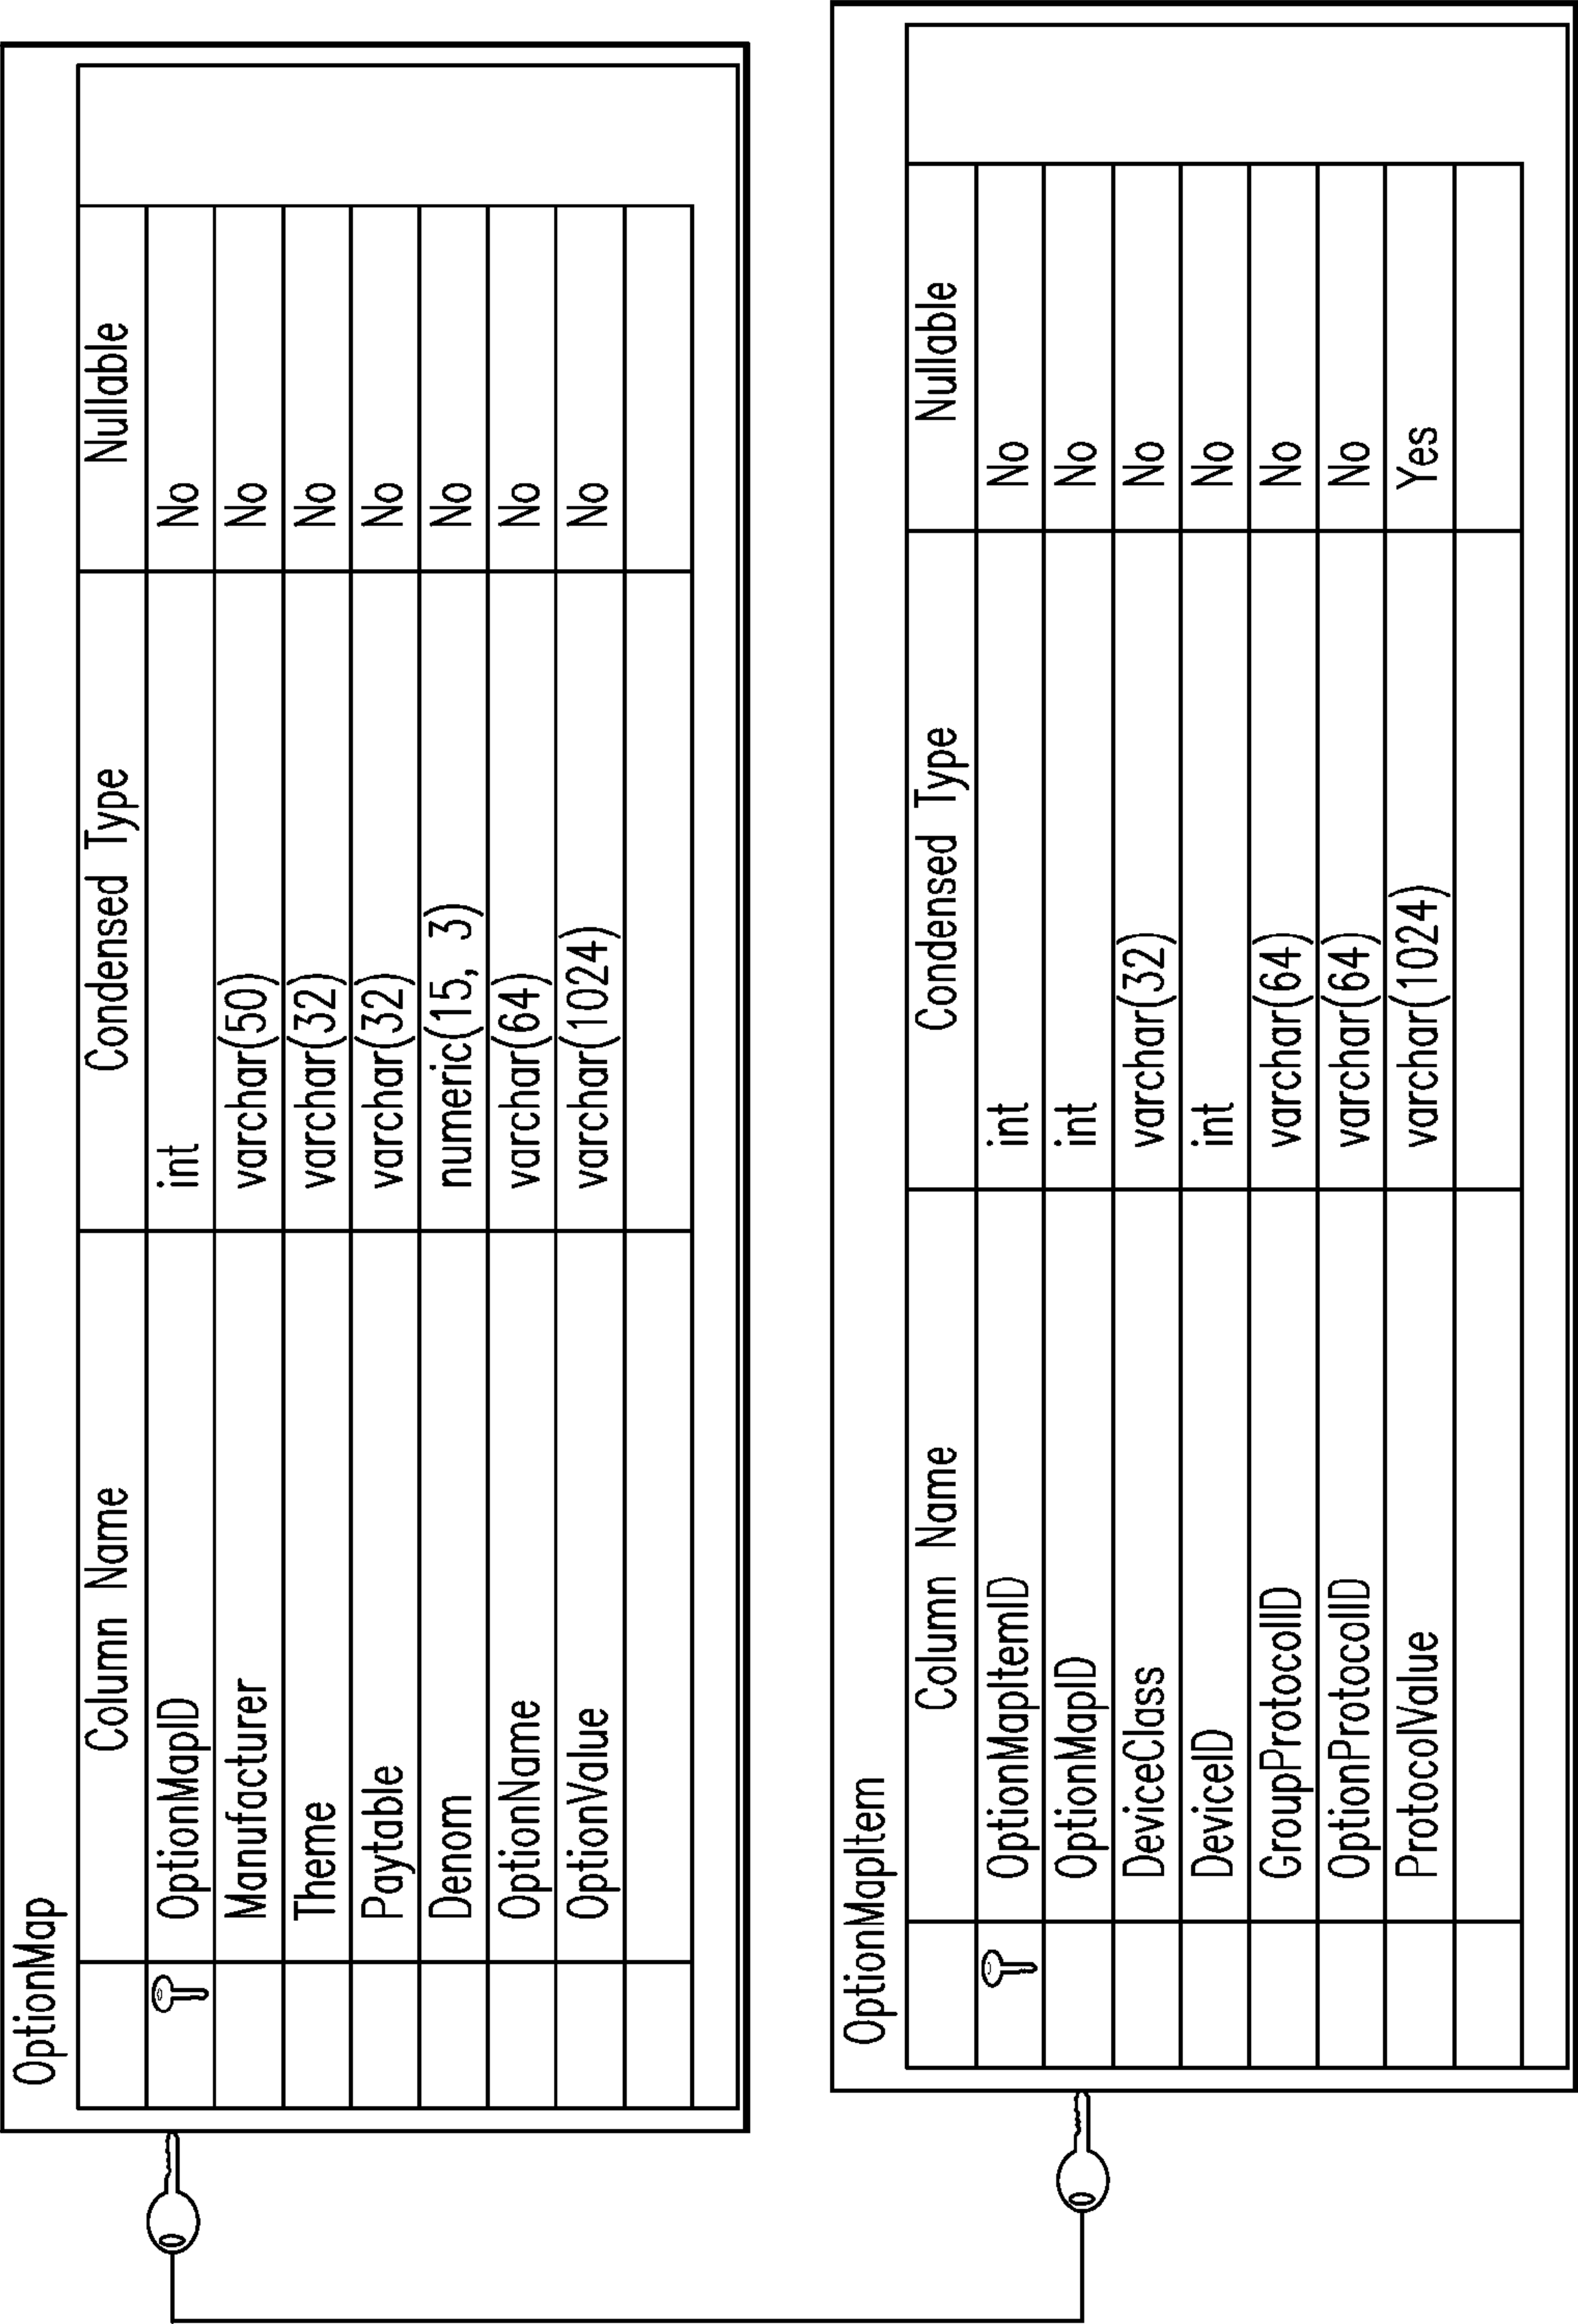 OptionMap
Column Name Condensed Type Nullable
OptionMapID int No
Manufacturer varchar(50) No
Theme varchar(32) No
Paytable varchar(32) No
Denom numeric(15, 3) No
OptionName varchar(64) No
OptionValue varchar(1024) No
OptionMapItem
Column Name Condensed Type Nullable
OptionMapItemID int No
OptionMapID int No
DeviceClass varchar(32) No
DeviceID int No
GroupProtocolID varchar(64) No
OptionProtocolID varchar(64) No
ProtocolValue varchar(1024) Yes